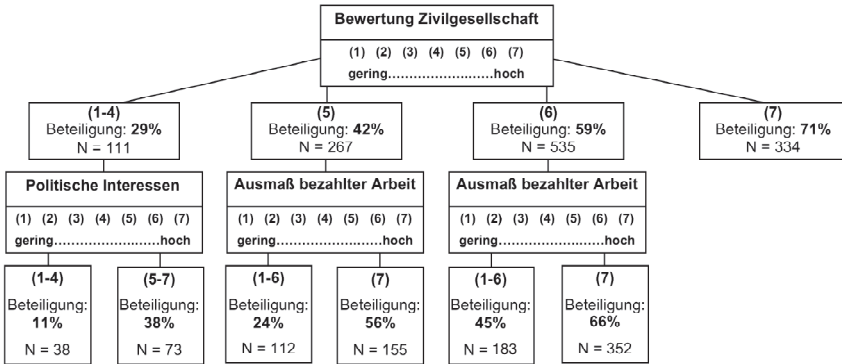 Bewertung Zivilgesellschaft
(1) (2) (3) (4) (5) (6) (7)
gering.......................hoch
(1-4)
Beteiligung: 29%
N = 111
(5)
Beteiligung: 42%
N = 267
(6)
Beteiligung: 59%
N = 535
(7)
Beteiligung: 71%
N = 334
Politische Interessen
(1) (2) (3) (4) (5) (6) (7)
gering.......................hoch
Ausmaß bezahlter Arbeit
(1) (2) (3) (4) (5) (6) (7)
gering.......................hoch
Ausmaß bezahlter Arbeit
(1) (2) (3) (4) (5) (6) (7)
gering.......................hoch
(1-4)
Beteiligung:
11%
N = 38
(5-7)
Beteiligung:
38%
N = 73
(1-6)
Beteiligung:
24%
N = 112
(7)
Beteiligung:
56%
N = 155
(1-6)
Beteiligung:
45%
N = 183
(7)
Beteiligung:
66%
N = 352